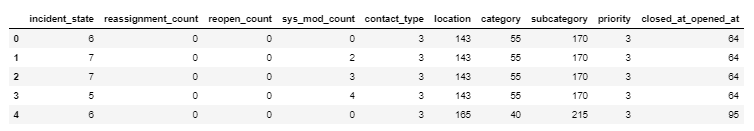 incident_state reassignment_count reopen_count sys_mod_count contact_type location category subcategory priority closed_at_opened_at
0 6 0 0 0 3 143 55 170 3 64
1 7 0 0 2 3 143 55 170 3 64
2 7 0 0 3 3 143 55 170 3 64
3 5 0 0 4 3 143 55 170 3 64
4 6 0 0 0 3 165 40 215 3 95